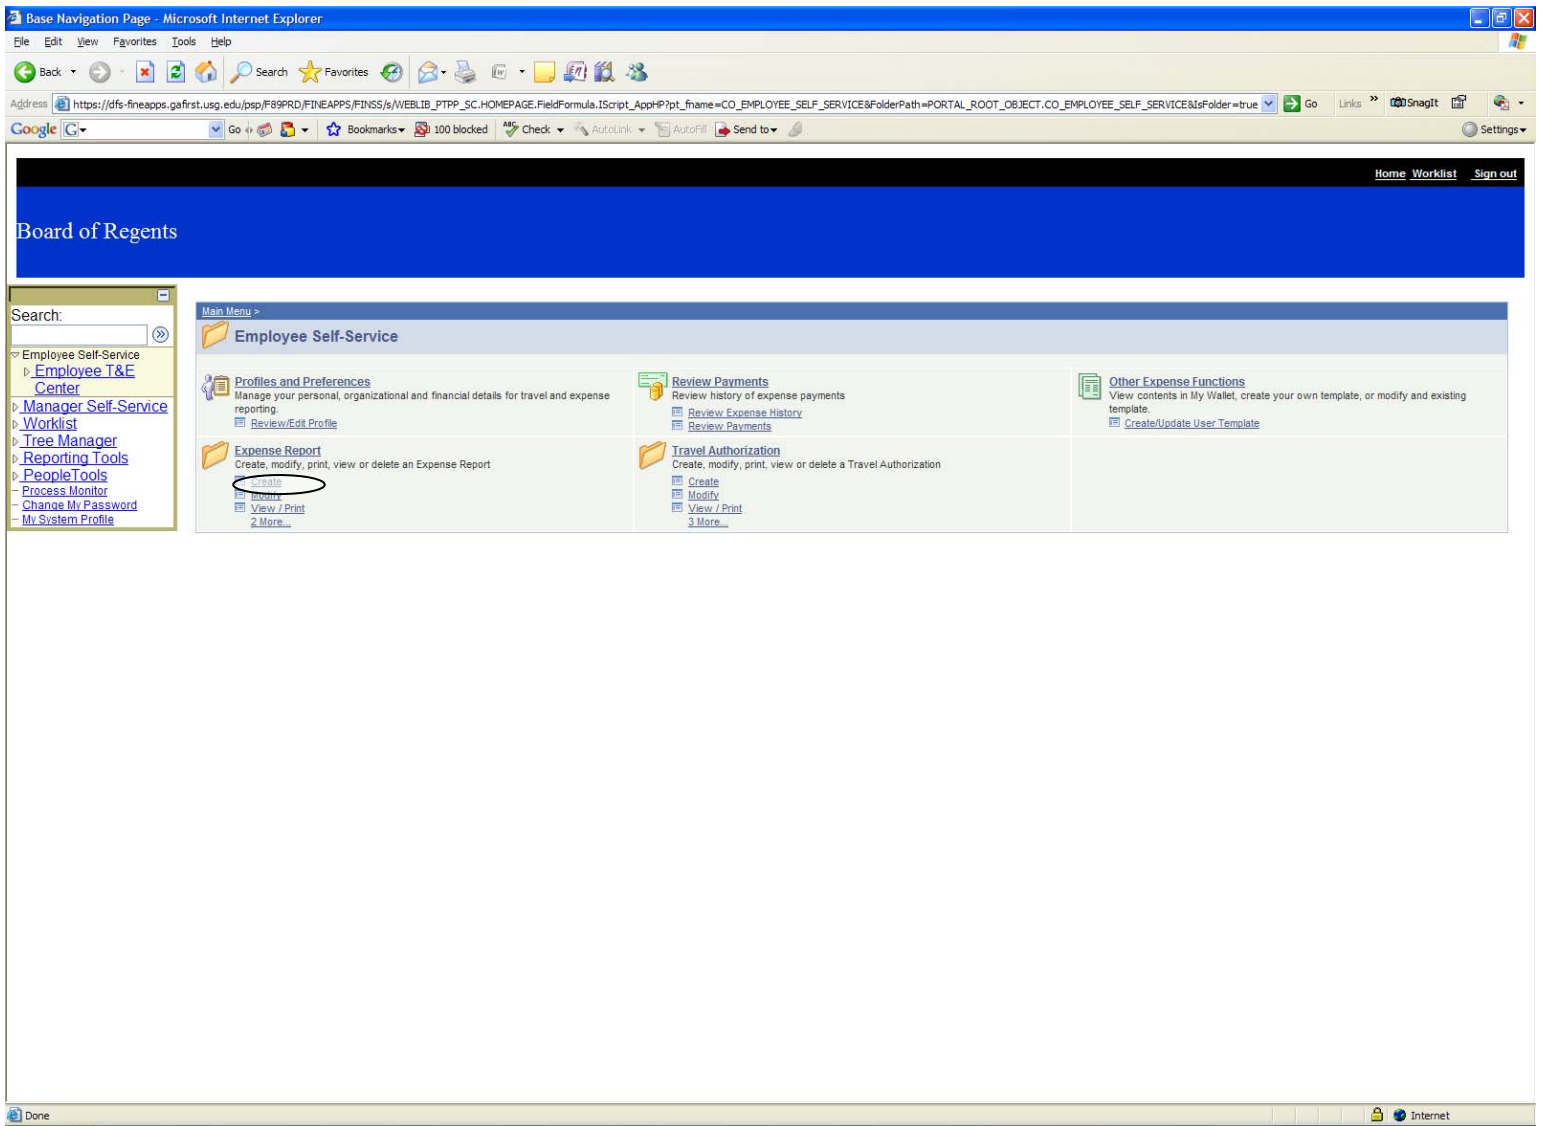 Base Navigation Page - Microsoft Internet Explorer
File Edit View Favorites Tools Help
Back Search Favorites
Address https://dfs-fineapps.gafirst.usg.edu/psp/F89PRD/FINEAPPS/FINSS/s/WEBLIB_PTPP_SC.HOMEPAGE.FieldFormula.IScript_AppHP?pt_fname=CO_EMPLOYEE_SELF_SERVICE&FolderPath=PORTAL_ROOT_OBJECT.CO_EMPLOYEE_SELF_SERVICE&IsFolder=true Go Links » SnagIt
Google G Go Bookmarks 100 blocked ABC Check AutoLink AutoFill Send to Settings
Home Worklist Sign out
Board of Regents
Search:
Employee Self-Service
Employee T&E
Center
Manager Self-Service
Worklist
Tree Manager
Reporting Tools
PeopleTools
– Process Monitor
– Change My Password
– My System Profile
Main Menu >
Employee Self-Service
Profiles and Preferences
Manage your personal, organizational and financial details for travel and expense
reporting.
Review/Edit Profile
Review Payments
Review history of expense payments
Review Expense History
Review Payments
Other Expense Functions
View contents in My Wallet, create your own template, or modify and existing
template.
Create/Update User Template
Expense Report
Create, modify, print, view or delete an Expense Report
Create
Modify
View / Print
2 More...
Travel Authorization
Create, modify, print, view or delete a Travel Authorization
Create
Modify
View / Print
3 More...
Done Internet